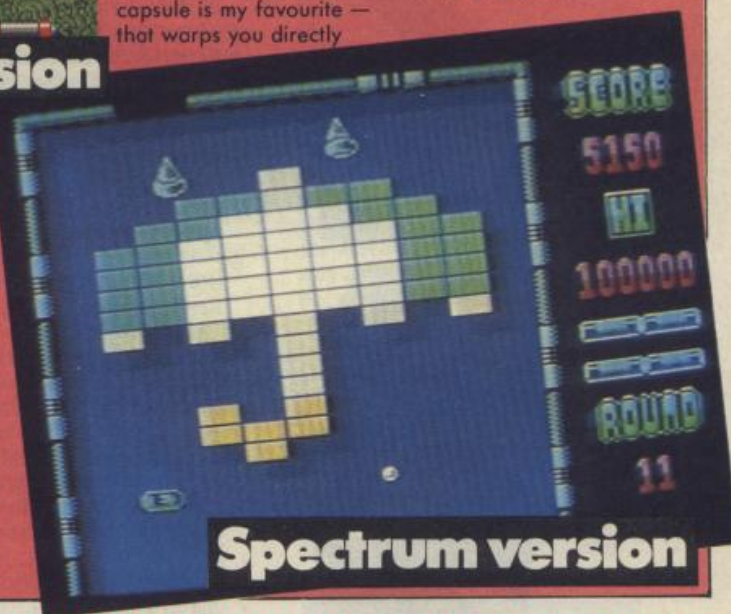 capsule is my favourite —
that warps you directly
sion
SCORE
5150
HI
100000
ROUND
11
Spectrum version